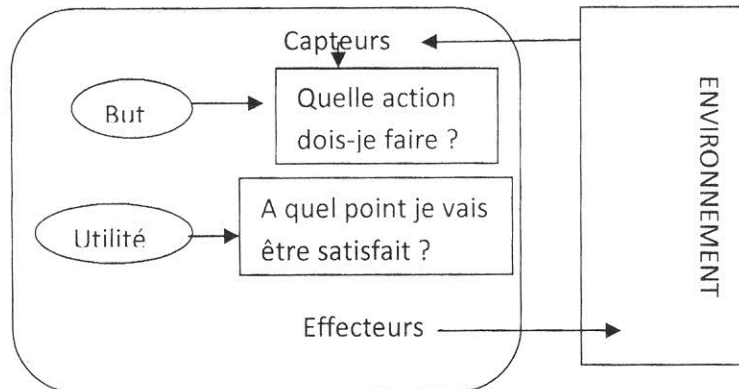 Capteurs
But
Quelle action
dois-je faire ?
Utilité
A quel point je vais
être satisfait ?
Effecteurs
ENVIRONNEMENT